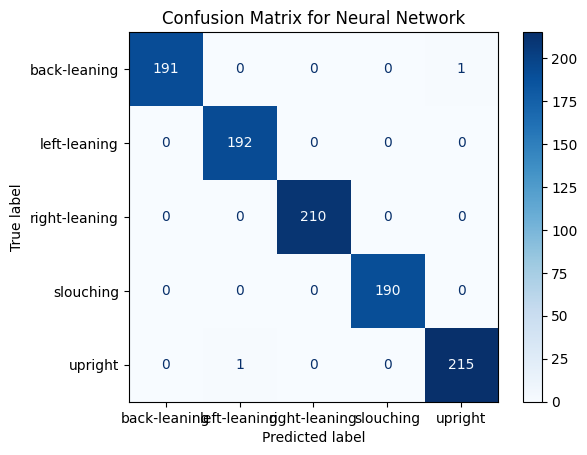 Confusion Matrix for Neural Network
back-leaning 191 0 0 0 1
left-leaning 0 192 0 0 0
right-leaning 0 0 210 0 0
slouching 0 0 0 190 0
upright 0 1 0 0 215
back-leaning left-leaning right-leaning slouching upright
True label
Predicted label
200
175
150
125
100
75
50
25
0